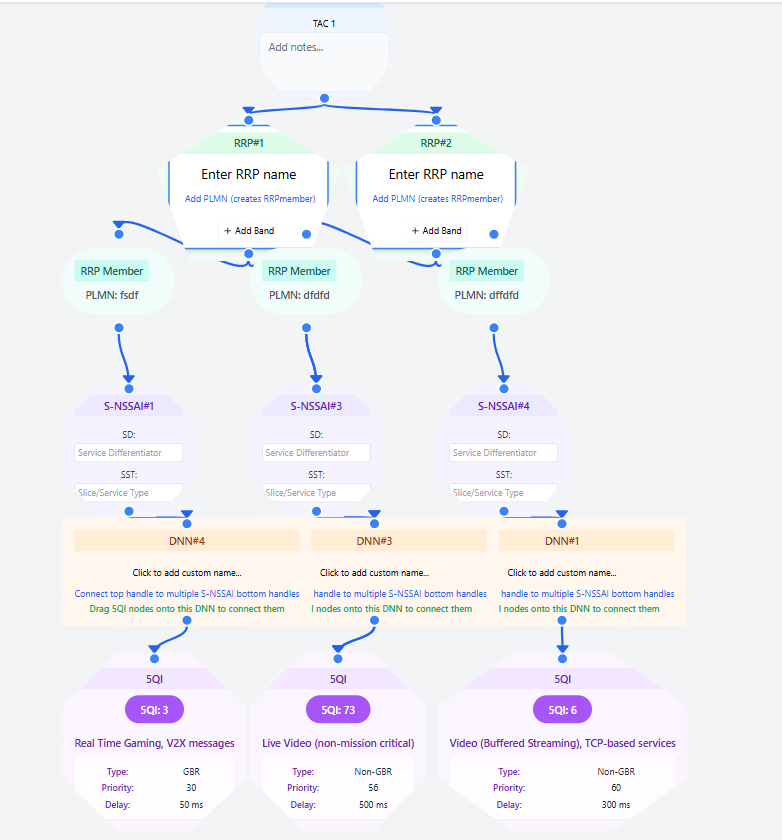 TAC 1
Add notes...
RRP#1 RRP#2
Enter RRP name Enter RRP name
Add PLMN (creates RRPmember) Add PLMN (creates RRPmember)
+ Add Band + Add Band
RRP Member RRP Member RRP Member
PLMN: fsdf PLMN: dfdfd PLMN: dffdfd
S-NSSAI#1 S-NSSAI#3 S-NSSAI#4
SD: SD: SD:
Service Differentiator Service Differentiator Service Differentiator
SST: SST: SST:
Slice/Service Type Slice/Service Type Slice/Service Type
DNN#4 DNN#3 DNN#1
Click to add custom name... Click to add custom name... Click to add custom name...
Connect top handle to multiple S-NSSAI bottom handles handle to multiple S-NSSAI bottom handles handle to multiple S-NSSAI bottom handles
Drag 5QI nodes onto this DNN to connect them I nodes onto this DNN to connect them I nodes onto this DNN to connect them
5QI 5QI 5QI
5QI: 3 5QI: 73 5QI: 6
Real Time Gaming, V2X messages Live Video (non-mission critical) Video (Buffered Streaming), TCP-based services
Type: GBR Type: Non-GBR Type: Non-GBR
Priority: 30 Priority: 56 Priority: 60
Delay: 50 ms Delay: 500 ms Delay: 300 ms